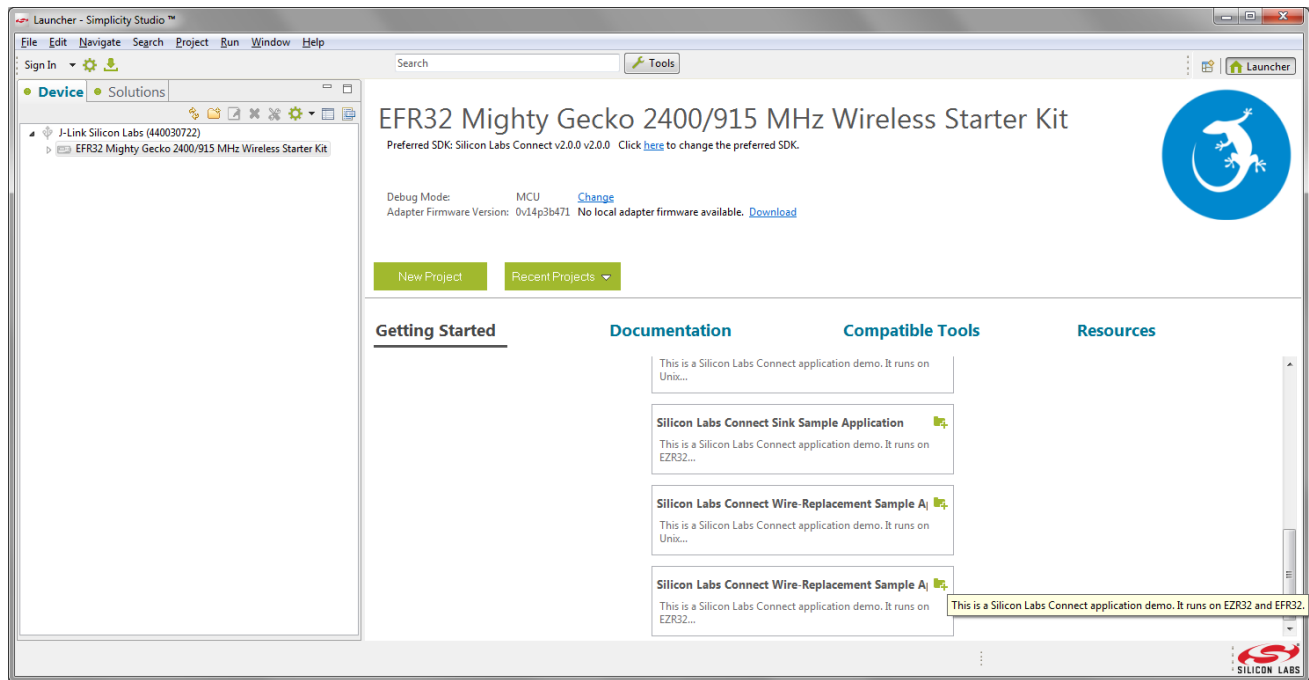 Launcher - Simplicity Studio ™
File Edit Navigate Search Project Run Window Help
Sign In
Search
Tools
Launcher
Device
Solutions
J-Link Silicon Labs (440030722)
EFR32 Mighty Gecko 2400/915 MHz Wireless Starter Kit
EFR32 Mighty Gecko 2400/915 MHz Wireless Starter Kit
Preferred SDK: Silicon Labs Connect v2.0.0 v2.0.0 Click here to change the preferred SDK.
Debug Mode: MCU Change
Adapter Firmware Version: 0v14p3b471 No local adapter firmware available. Download
New Project
Recent Projects
Getting Started
Documentation
Compatible Tools
Resources
This is a Silicon Labs Connect application demo. It runs on
Unix...
Silicon Labs Connect Sink Sample Application
This is a Silicon Labs Connect application demo. It runs on
EZR32...
Silicon Labs Connect Wire-Replacement Sample A
This is a Silicon Labs Connect application demo. It runs on
Unix...
Silicon Labs Connect Wire-Replacement Sample A
This is a Silicon Labs Connect application demo. It runs on
EZR32...
This is a Silicon Labs Connect application demo. It runs on EZR32 and EFR32.
SILICON LABS